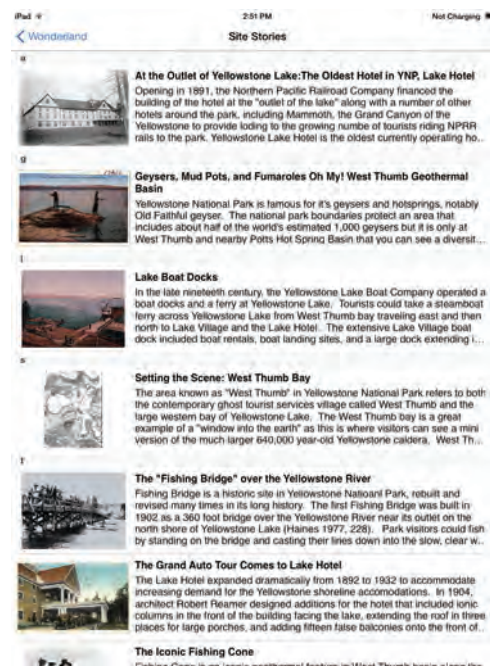 iPad
2:51 PM
Not Charging
Wonderland
Site Stories
a
At the Outlet of Yellowstone Lake:The Oldest Hotel in YNP, Lake Hotel
Opening in 1891, the Northern Pacific Railroad Company financed the
building of the hotel at the "outlet of the lake" along with a number of other
hotels around the park, including Mammoth, the Grand Canyon of the
Yellowstone to provide loding to the growing numbe of tourists riding NPRR
rails to the park. Yellowstone Lake Hotel is the oldest currently operating ho...
g
Geysers, Mud Pots, and Fumaroles Oh My! West Thumb Geothermal
Basin
Yellowstone National Park is famous for it's geysers and hotsprings, notably
Old Faithful geyser. The national park boundaries protect an area that
includes about half of the world's estimated 1,000 geysers but it is only at
West Thumb and nearby Potts Hot Spring Basin that you can see a diversit...
l
Lake Boat Docks
In the late nineteeth century, the Yellowstone Lake Boat Company operated a
boat docks and a ferry at Yellowstone Lake. Tourists could take a steamboat
ferry across Yellowstone Lake from West Thumb bay traveling east and then
north to Lake Village and the Lake Hotel. The extensive Lake Village boat
dock included boat rentals, boat landing sites, and a large dock extending i...
s
Setting the Scene: West Thumb Bay
The area known as "West Thumb" in Yellowstone National Park refers to both
the contemporary ghost tourist services village called West Thumb and the
large western bay of Yellowstone Lake. The West Thumb bay is a great
example of a "window into the earth" as this is where visitors can see a mini
version of the much larger 640,000 year-old Yellowstone caldera. West Th...
T
The "Fishing Bridge" over the Yellowstone River
Fishing Bridge is a historic site in Yellowstone Natioanl Park, rebuilt and
revised many times in its long history. The first Fishing Bridge was built in
1902 as a 360 foot bridge over the Yellowstone River near its outlet on the
north shore of Yellowstone Lake (Haines 1977, 228). Park visitors could fish
by standing on the bridge and casting their lines down into the slow, clear w...
The Grand Auto Tour Comes to Lake Hotel
The Lake Hotel expanded dramatically from 1892 to 1932 to accommodate
increasing demand for the Yellowstone shoreline accomodations. In 1904,
architect Robert Reamer designed additions for the hotel that included ionic
columns in the front of the building facing the lake, extending the roof in three
places for large porches, and adding fifteen false balconies onto the front of...
The Iconic Fishing Cone
Fishing Cone is an iconic geothermal feature in West Thumb basin along the